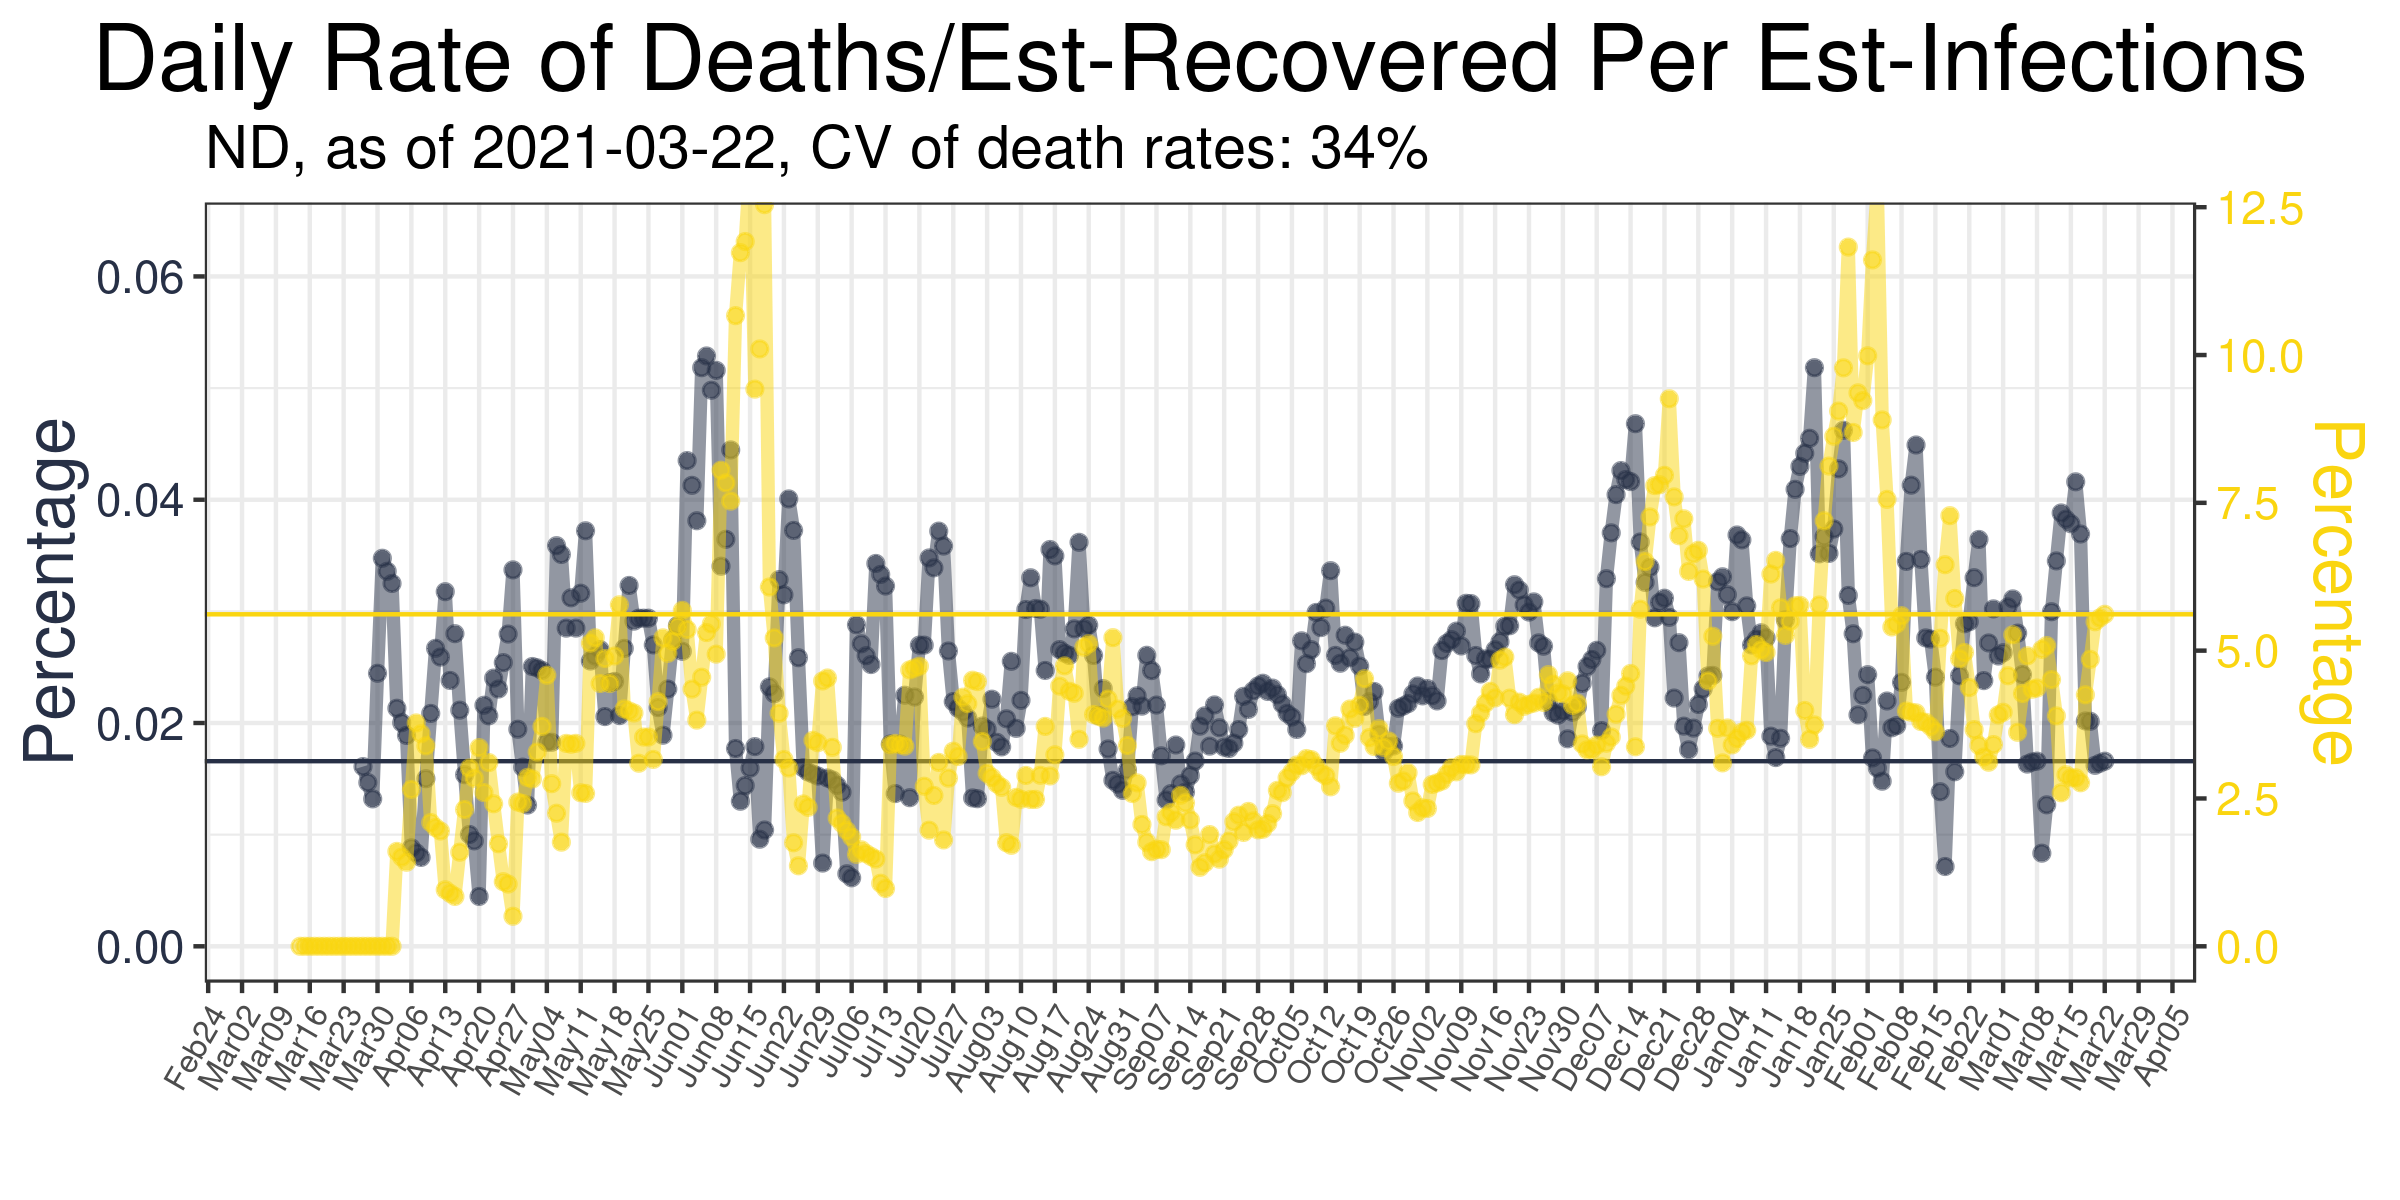 Daily Rate of Deaths/Est-Recovered Per Est-Infections
ND, as of 2021-03-22, CV of death rates: 34%
Percentage
0.06
0.04
0.02
0.00
12.5
10.0
7.5
5.0
2.5
0.0
Percentage
Feb24
Mar02
Mar09
Mar16
Mar23
Mar30
Apr06
Apr13
Apr20
Apr27
May04
May11
May18
May25
Jun01
Jun08
Jun15
Jun22
Jun29
Jul06
Jul13
Jul20
Jul27
Aug03
Aug10
Aug17
Aug24
Aug31
Sep07
Sep14
Sep21
Sep28
Oct05
Oct12
Oct19
Oct26
Nov02
Nov09
Nov16
Nov23
Nov30
Dec07
Dec14
Dec21
Dec28
Jan04
Jan11
Jan18
Jan25
Feb01
Feb08
Feb15
Feb22
Mar01
Mar08
Mar15
Mar22
Mar29
Apr05